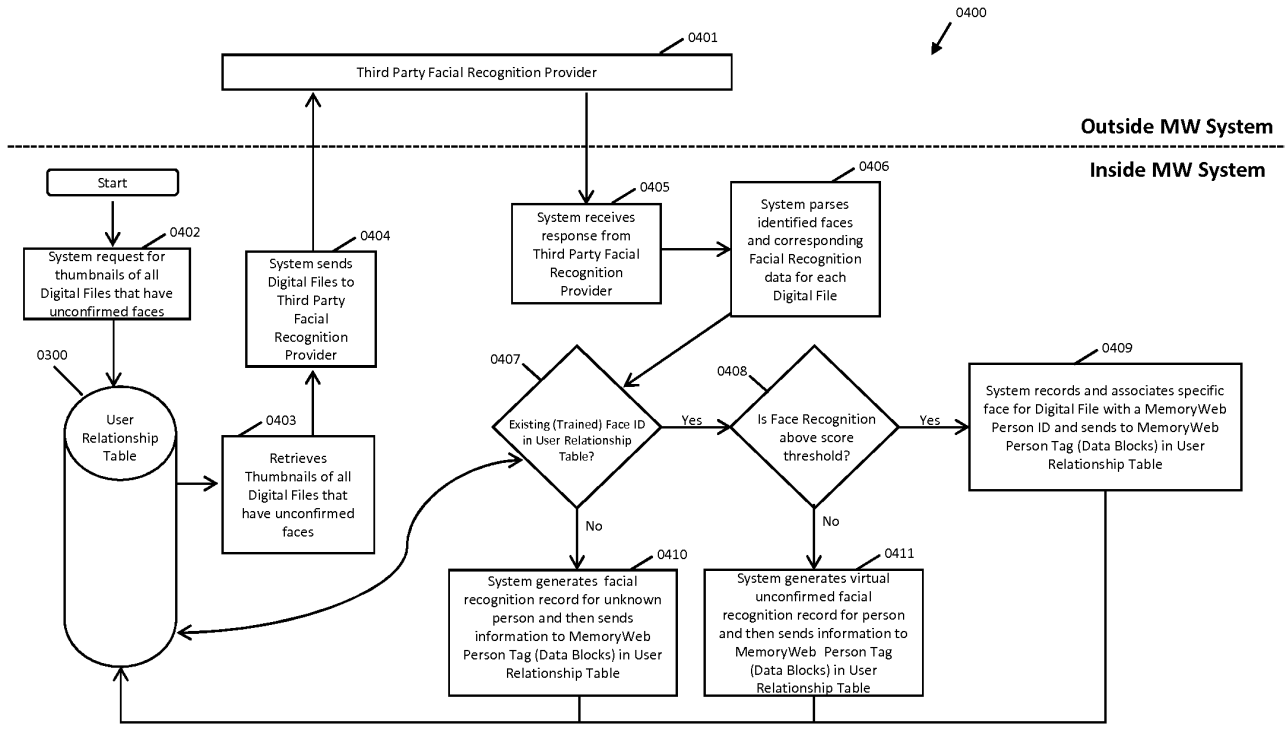 0400
0401
Third Party Facial Recognition Provider
Outside MW System
Inside MW System
Start
0402
System request for
thumbnails of all
Digital Files that have
unconfirmed faces
0404
System sends
Digital Files to
Third Party
Facial
Recognition
Provider
0405
System receives
response from
Third Party Facial
Recognition
Provider
0406
System parses
identified faces
and corresponding
Facial Recognition
data for each
Digital File
0300
User
Relationship
Table
0403
Retrieves
Thumbnails of all
Digital Files that
have unconfirmed
faces
0407
Existing (Trained) Face ID
in User Relationship
Table?
Yes
No
0408
Is Face Recognition
above score
threshold?
Yes
No
0409
System records and associates specific
face for Digital File with a MemoryWeb
Person ID and sends to MemoryWeb
Person Tag (Data Blocks) in User
Relationship Table
0410
System generates facial
recognition record for unknown
person and then sends
information to MemoryWeb
Person Tag (Data Blocks) in User
Relationship Table
0411
System generates virtual
unconfirmed facial
recognition record for person
and then sends information to
MemoryWeb Person Tag
(Data Blocks) in User
Relationship Table